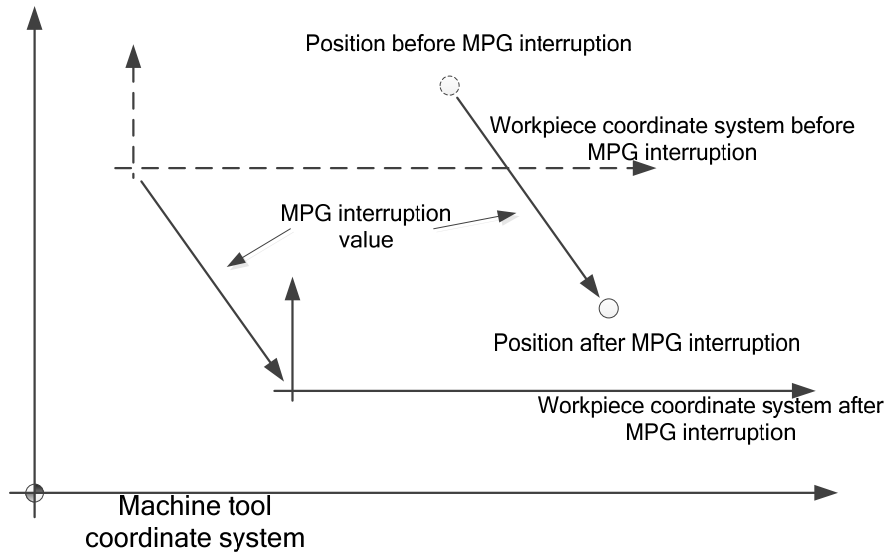 Position before MPG interruption
Workpiece coordinate system before
MPG interruption
MPG interruption
value
Position after MPG interruption
Workpiece coordinate system after
MPG interruption
Machine tool
coordinate system